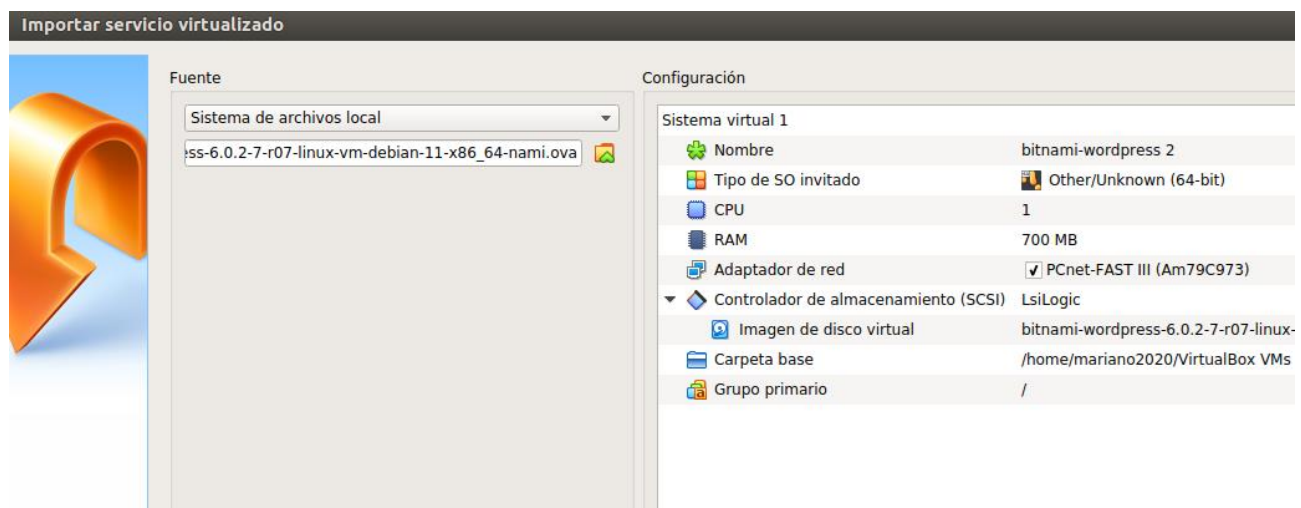 Importar servicio virtualizado
Fuente
Sistema de archivos local
ss-6.0.2-7-r07-linux-vm-debian-11-x86_64-nami.ova
Configuración
Sistema virtual 1
Nombre bitnami-wordpress 2
Tipo de SO invitado Other/Unknown (64-bit)
CPU 1
RAM 700 MB
Adaptador de red PCnet-FAST III (Am79C973)
Controlador de almacenamiento (SCSI) LsiLogic
Imagen de disco virtual bitnami-wordpress-6.0.2-7-r07-linux-
Carpeta base /home/mariano2020/VirtualBox VMs
Grupo primario /